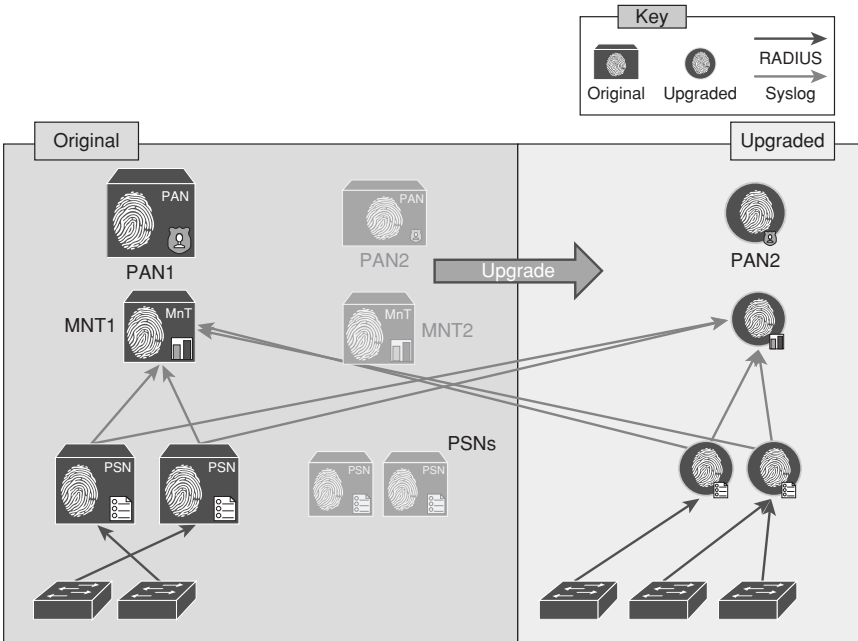 Key
RADIUS
Original
Upgraded
Syslog
Original
Upgraded
PAN
PAN
PAN1
PAN2
Upgrade
PAN2
MNT1
MnT
MnT
MNT2
PSNs
PSN
PSN
PSN
PSN